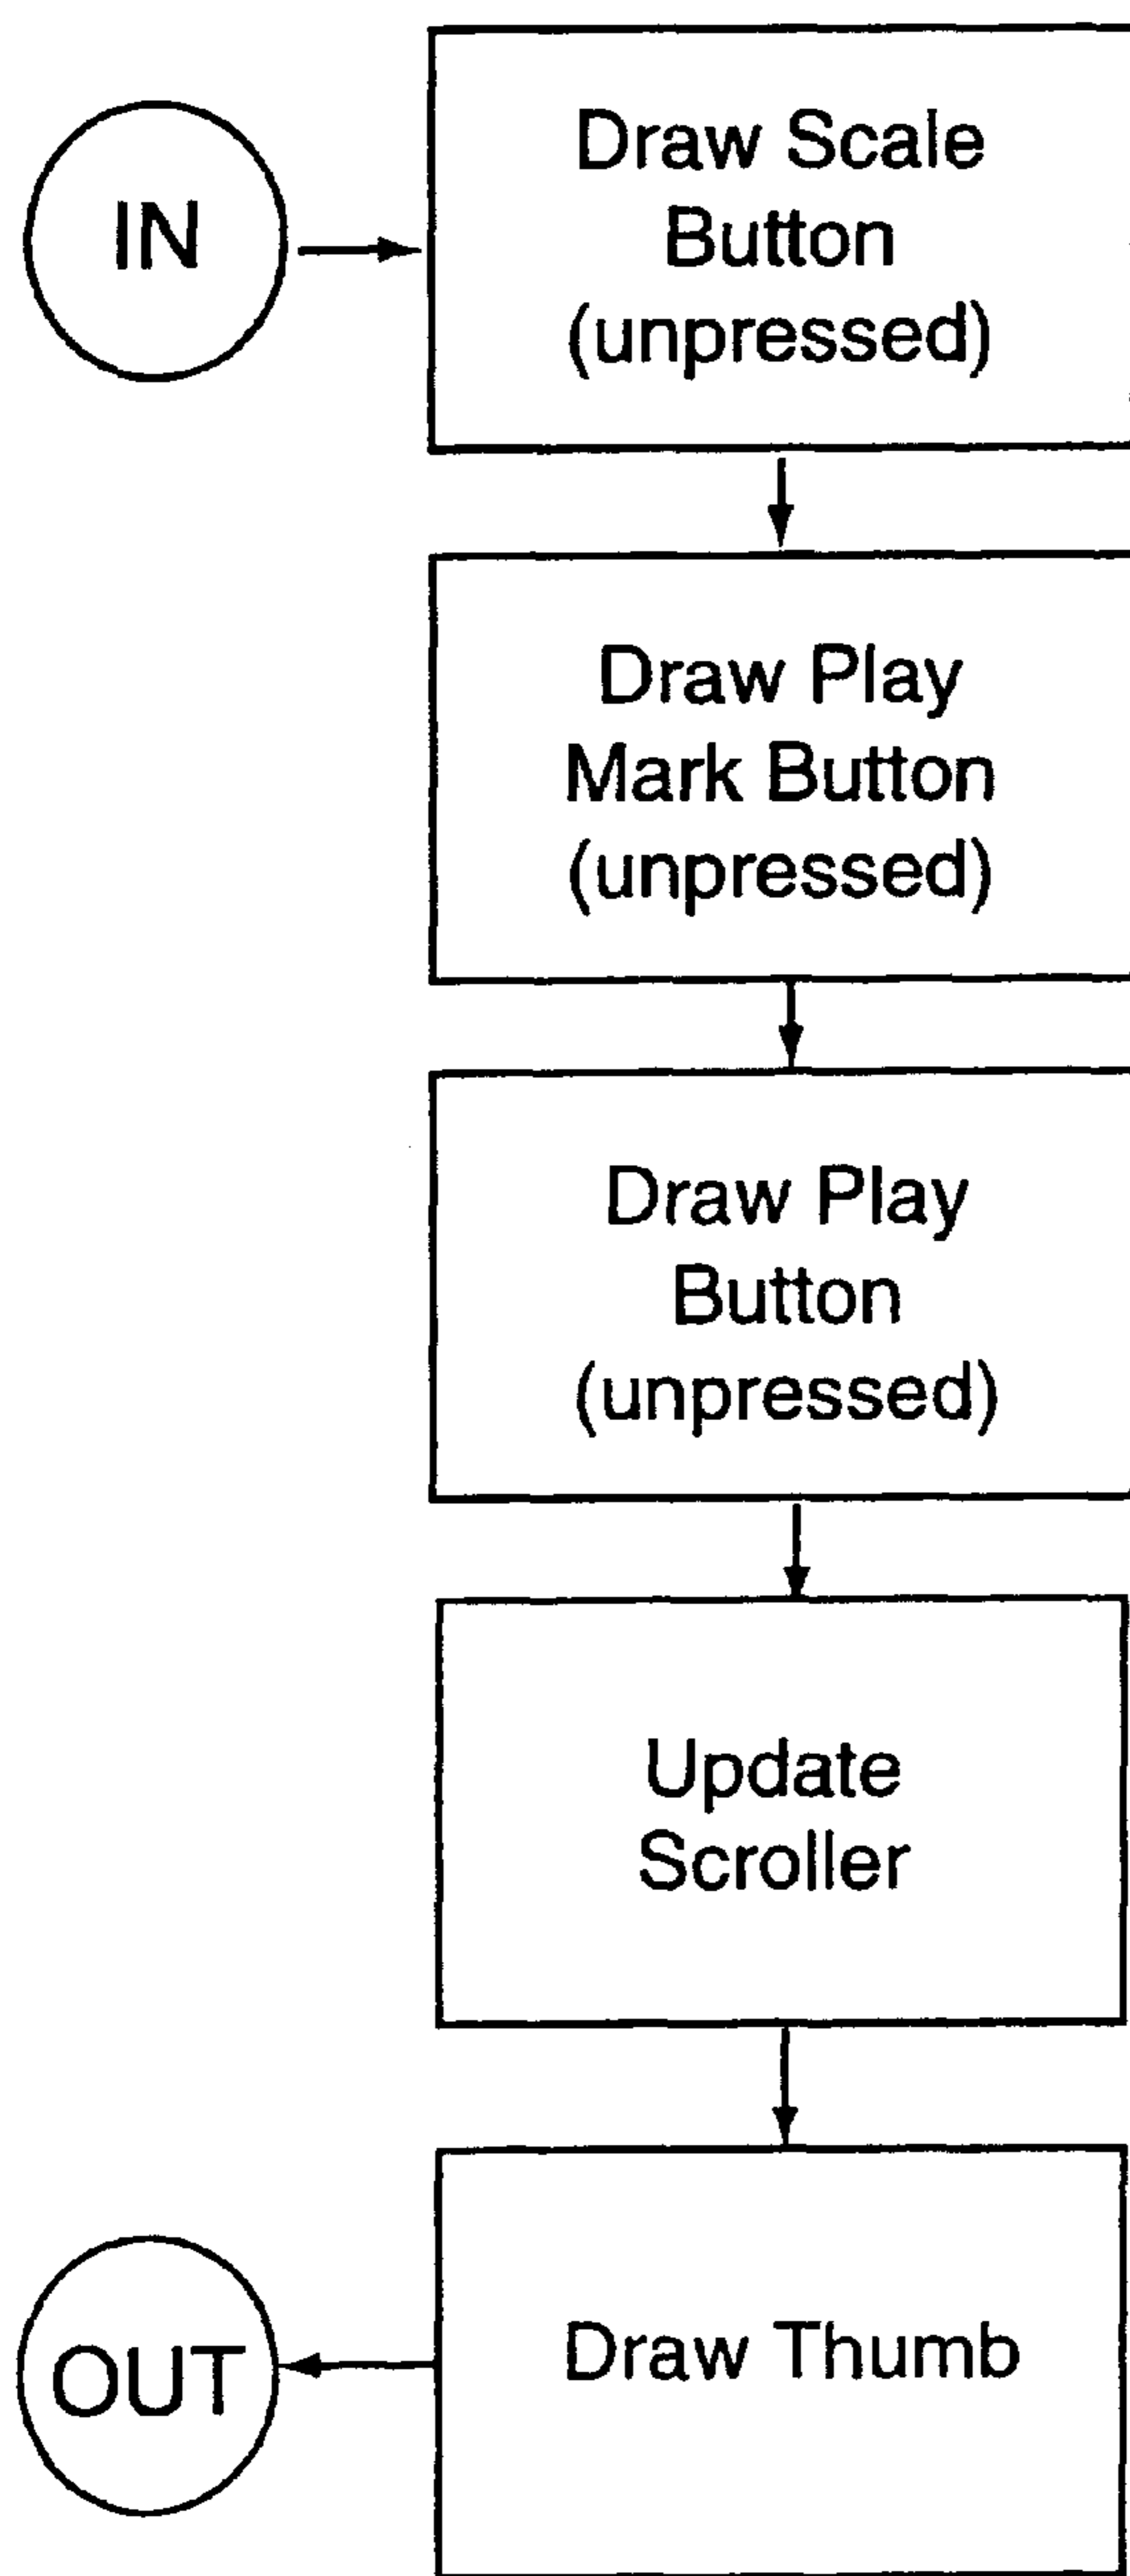 IN
Draw Scale
Button
(unpressed)
Draw Play
Mark Button
(unpressed)
Draw Play
Button
(unpressed)
Update
Scroller
Draw Thumb
OUT